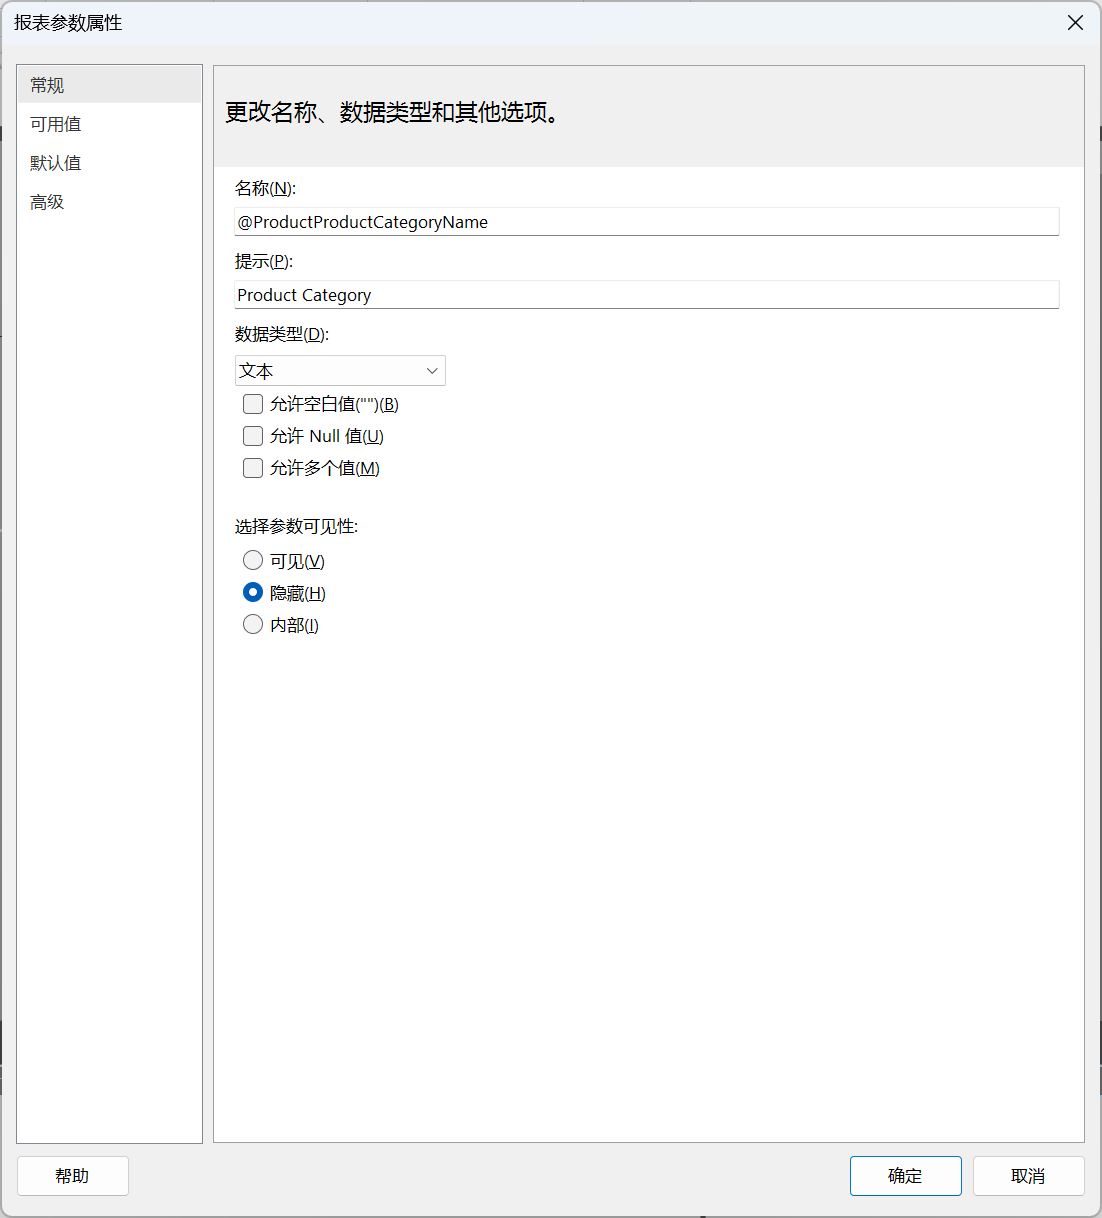 报表参数属性
常规
可用值
默认值
高级
更改名称、数据类型和其他选项。
名称(N):
@ProductProductCategoryName
提示(P):
Product Category
数据类型(D):
文本
允许空白值("")(B)
允许 Null 值(U)
允许多个值(M)
选择参数可见性:
可见(V)
隐藏(H)
内部(I)
帮助
确定
取消